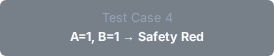 Test Case 4
A=1, B=1 → Safety Red